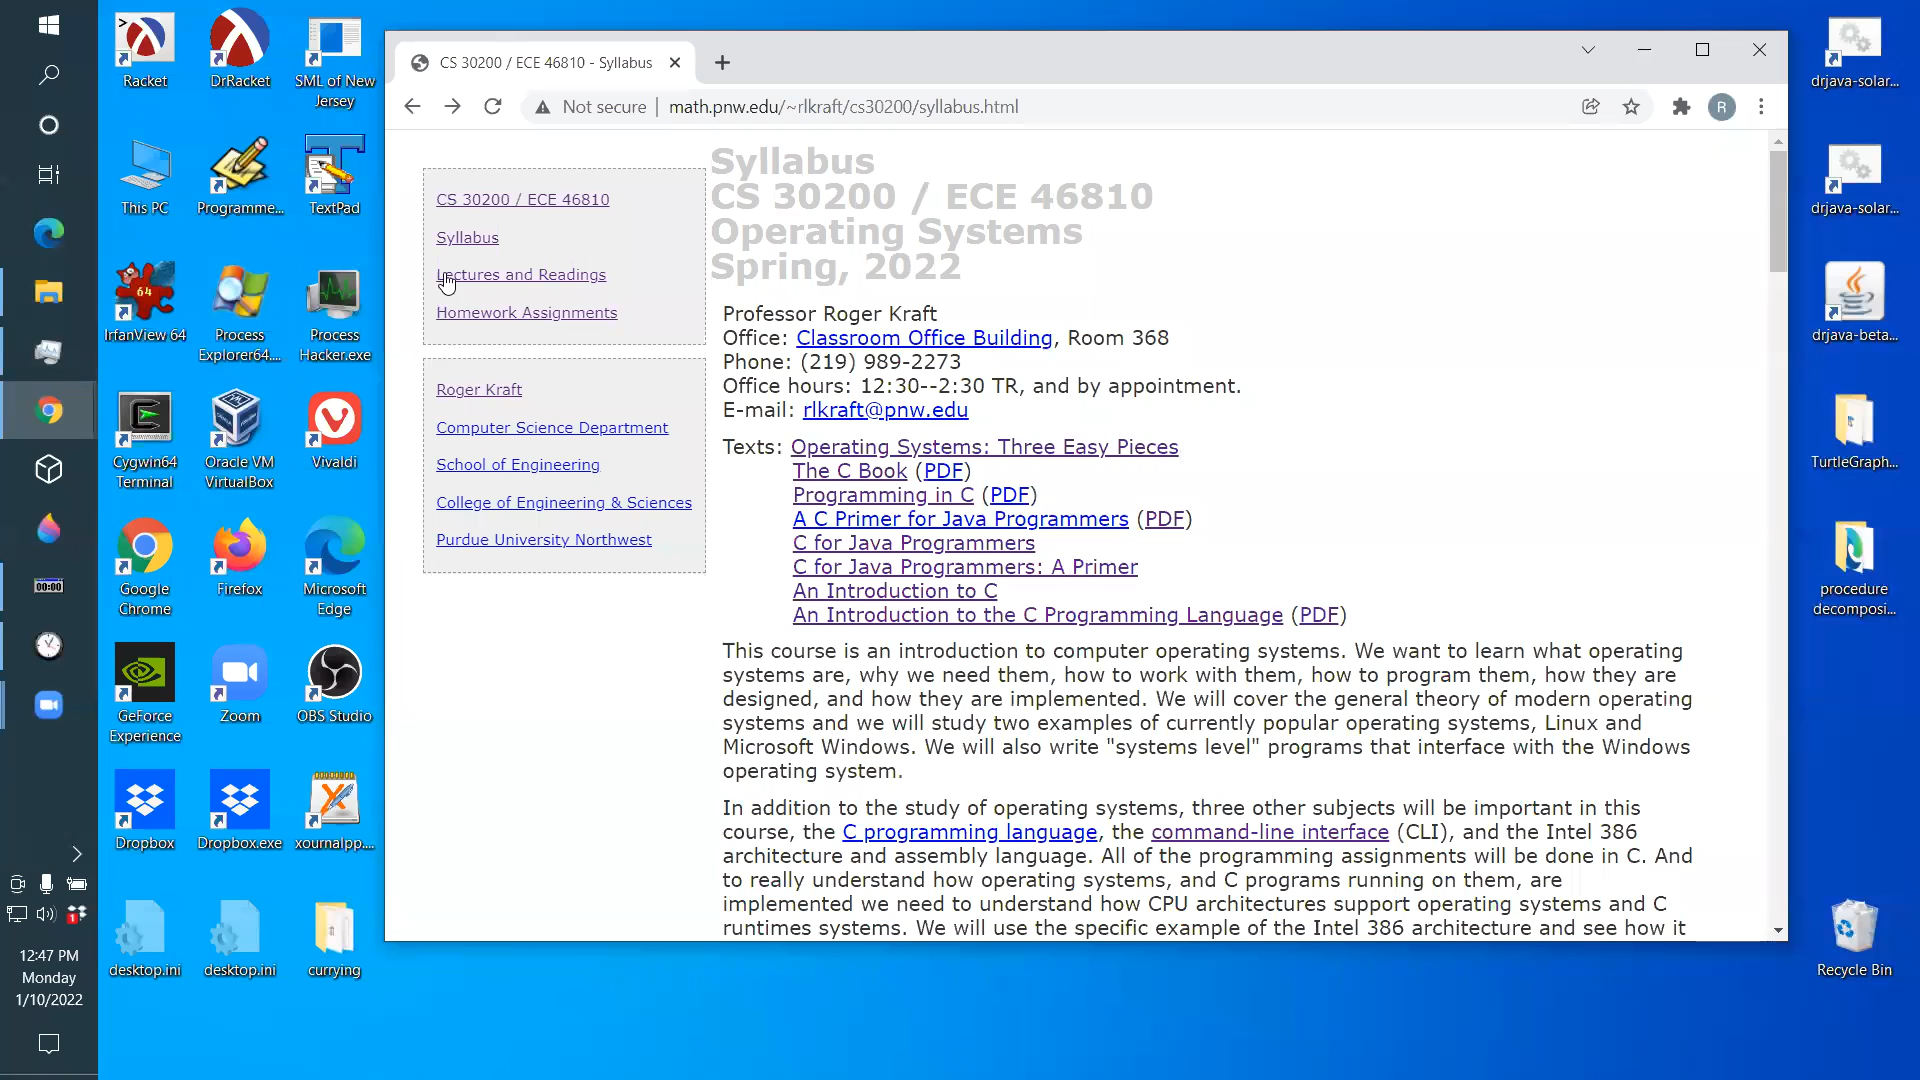 Racket
DrRacket
SML of New
Jersey
This PC
Programme...
TextPad
64
IrfanView 64
Process
Explorer64....
Process
Hacker.exe
Cygwin64
Terminal
Oracle VM
VirtualBox
Vivaldi
Google
Chrome
Firefox
Microsoft
Edge
GeForce
Experience
Zoom
OBS Studio
Dropbox
Dropbox.exe
xournalpp....
desktop.ini
desktop.ini
currying
00:00
1
12:47 PM
Monday
1/10/2022
CS 30200 / ECE 46810 - Syllabus
Not secure | math.pnw.edu/~rlkraft/cs30200/syllabus.html
R
CS 30200 / ECE 46810
Syllabus
Lectures and Readings
Homework Assignments
Roger Kraft
Computer Science Department
School of Engineering
College of Engineering & Sciences
Purdue University Northwest
Syllabus
CS 30200 / ECE 46810
Operating Systems
Spring, 2022
Professor Roger Kraft
Office: Classroom Office Building, Room 368
Phone: (219) 989-2273
Office hours: 12:30--2:30 TR, and by appointment.
E-mail: rlkraft@pnw.edu
Texts: Operating Systems: Three Easy Pieces
The C Book (PDF)
Programming in C (PDF)
A C Primer for Java Programmers (PDF)
C for Java Programmers
C for Java Programmers: A Primer
An Introduction to C
An Introduction to the C Programming Language (PDF)
This course is an introduction to computer operating systems. We want to learn what operating
systems are, why we need them, how to work with them, how to program them, how they are
designed, and how they are implemented. We will cover the general theory of modern operating
systems and we will study two examples of currently popular operating systems, Linux and
Microsoft Windows. We will also write "systems level" programs that interface with the Windows
operating system.
In addition to the study of operating systems, three other subjects will be important in this
course, the C programming language, the command-line interface (CLI), and the Intel 386
architecture and assembly language. All of the programming assignments will be done in C. And
to really understand how operating systems, and C programs running on them, are
implemented we need to understand how CPU architectures support operating systems and C
runtimes systems. We will use the specific example of the Intel 386 architecture and see how it
drjava-solar...
drjava-solar...
drjava-beta...
TurtleGraph...
procedure
decomposi...
Recycle Bin